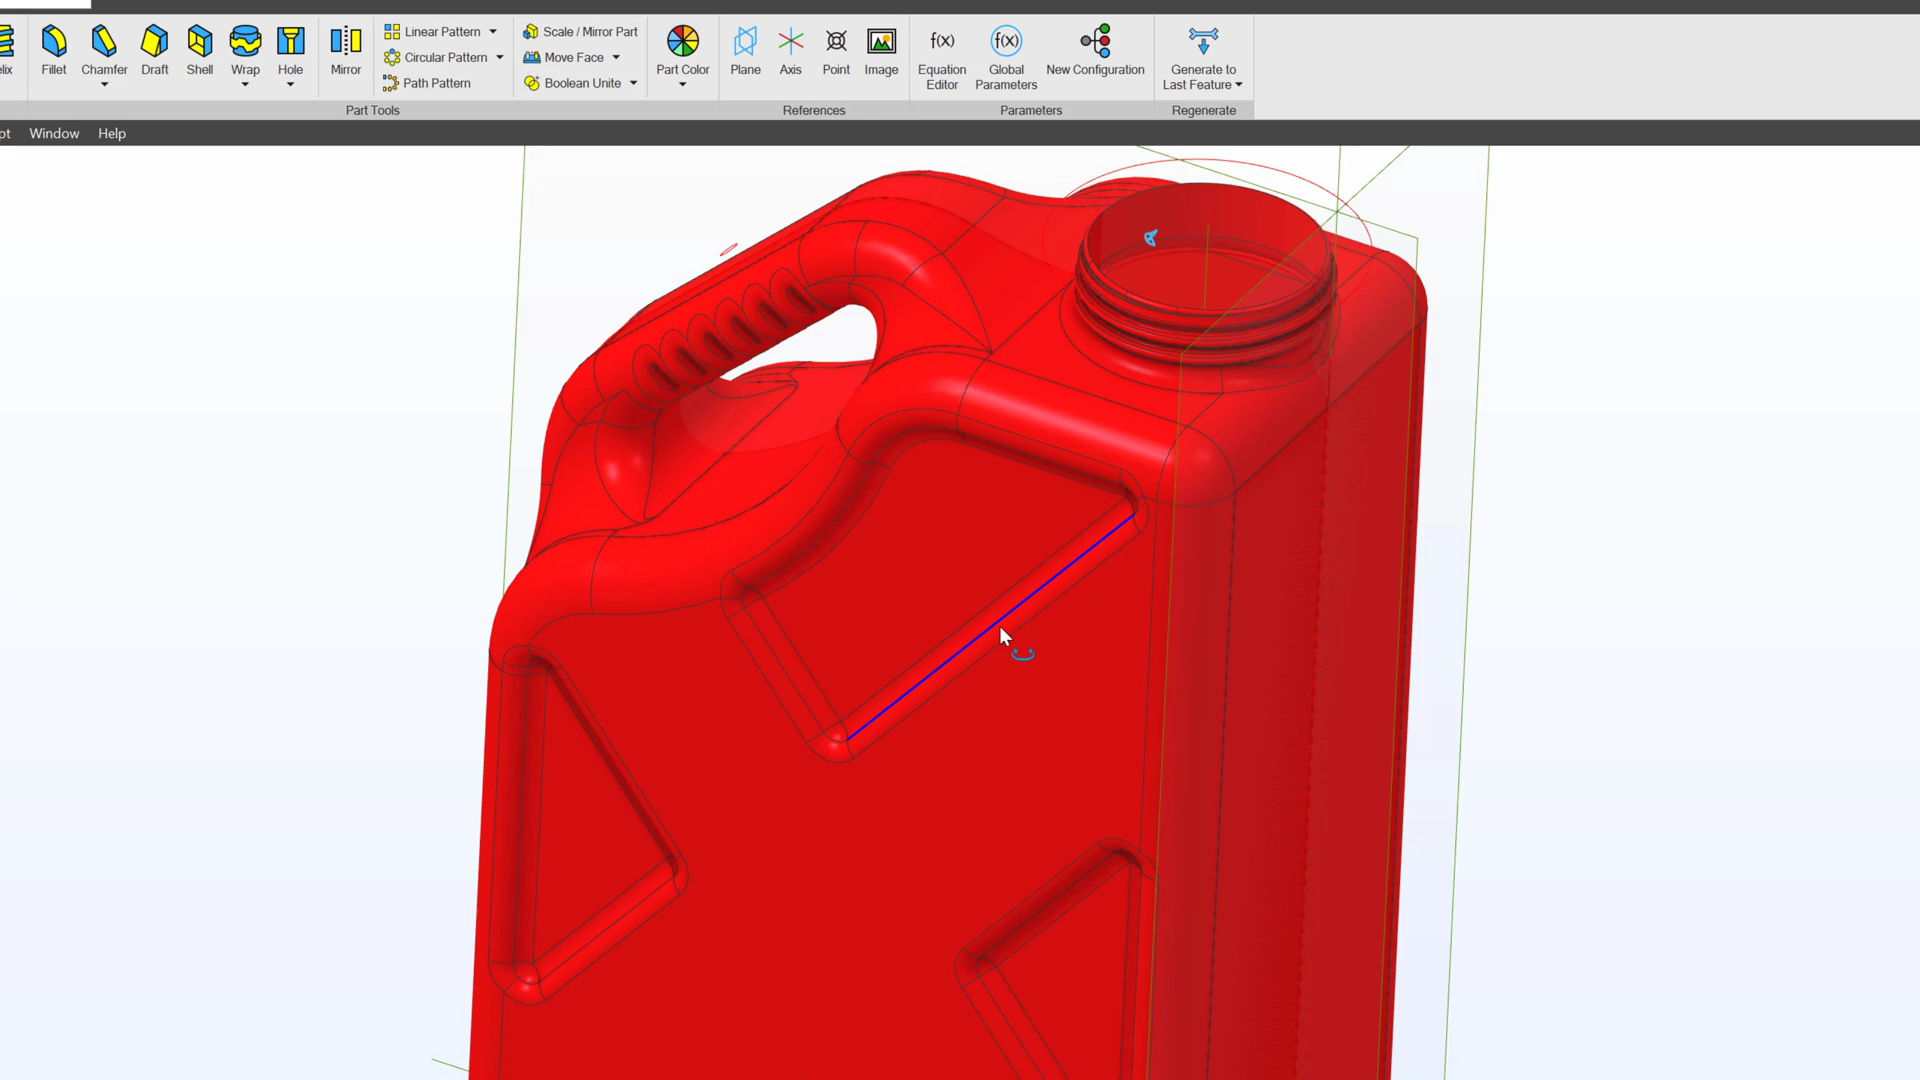 elix
Fillet
Chamfer
Draft
Shell
Wrap
Hole
Mirror
Linear Pattern
Circular Pattern
Path Pattern
Scale / Mirror Part
Move Face
Boolean Unite
Part Color
Plane
Axis
Point
Image
f(x)
Equation
Editor
f(x)
Global
Parameters
New Configuration
Generate to
Last Feature
Part Tools
References
Parameters
Regenerate
pt
Window
Help